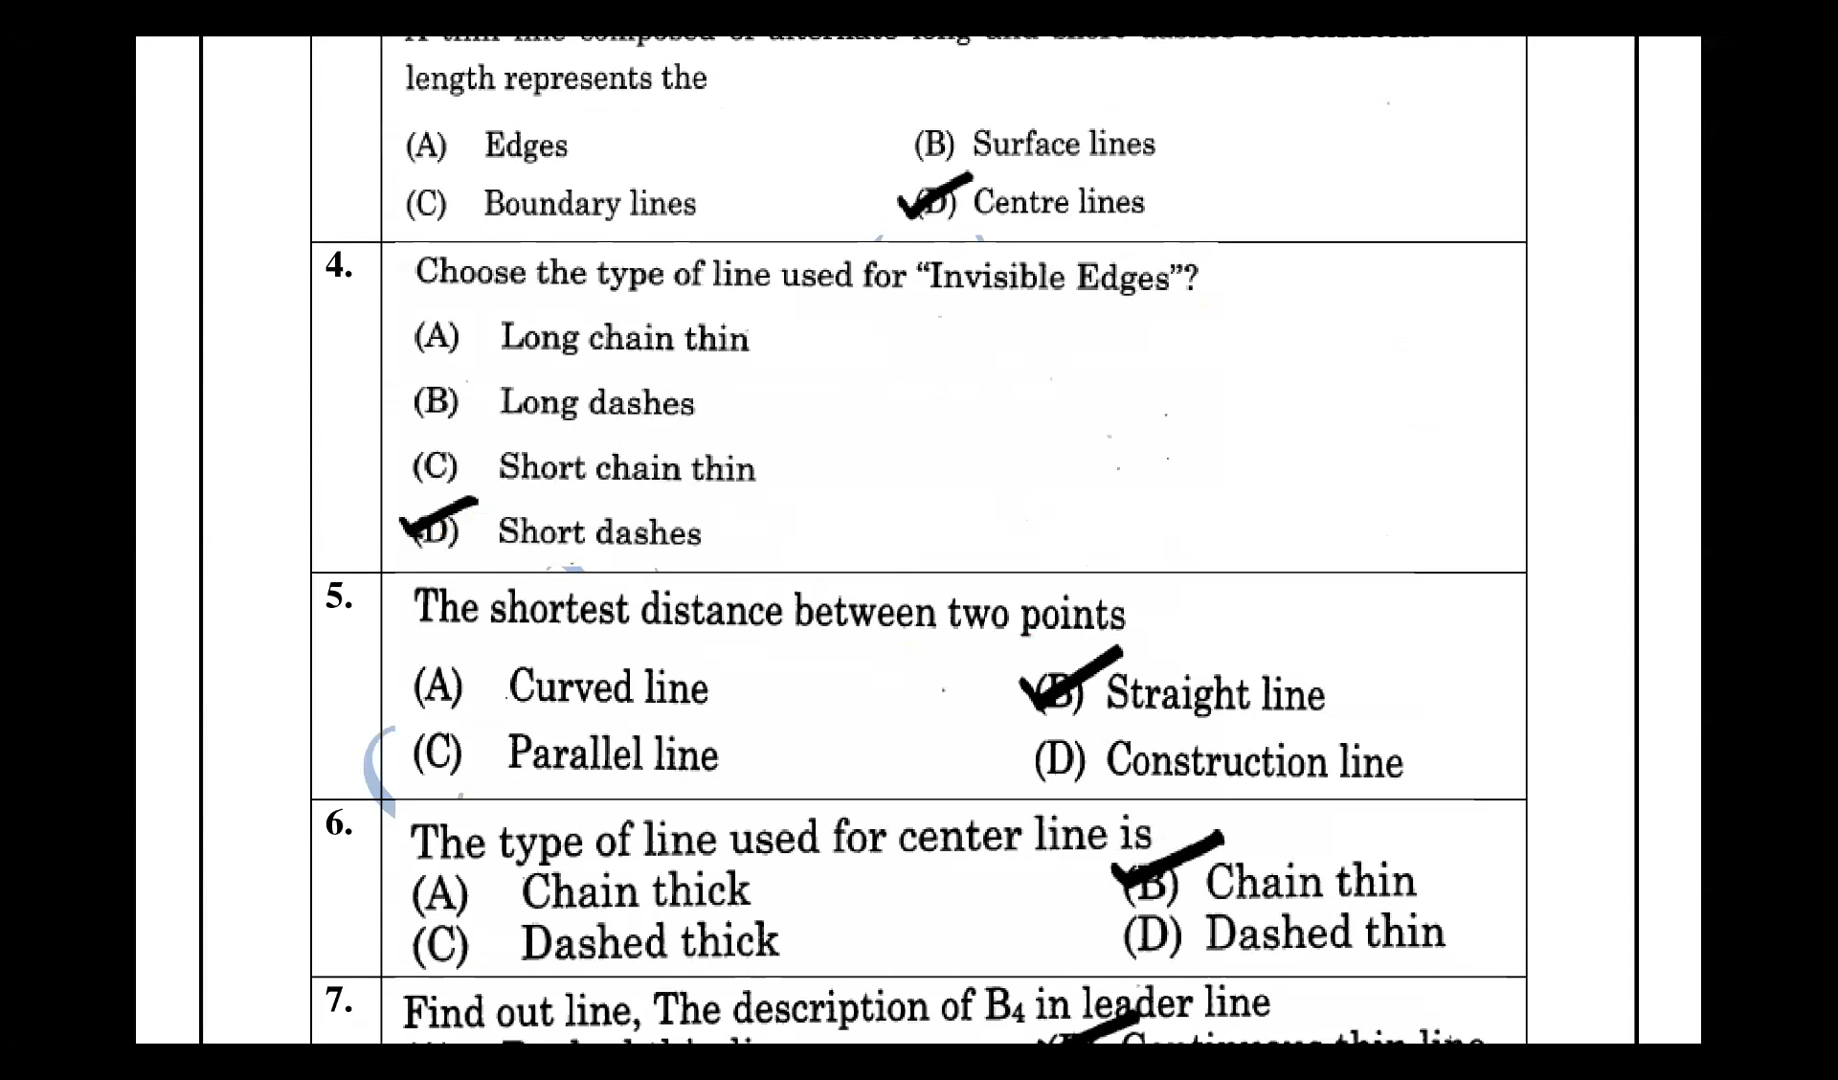 length represents the
(A) Edges (B) Surface lines
(C) Boundary lines (D) Centre lines
4. Choose the type of line used for “Invisible Edges”?
(A) Long chain thin
(B) Long dashes
(C) Short chain thin
(D) Short dashes
5. The shortest distance between two points
(A) Curved line (B) Straight line
(C) Parallel line (D) Construction line
6. The type of line used for center line is
(A) Chain thick (B) Chain thin
(C) Dashed thick (D) Dashed thin
7. Find out line, The description of B4 in leader line
Continuous thin line